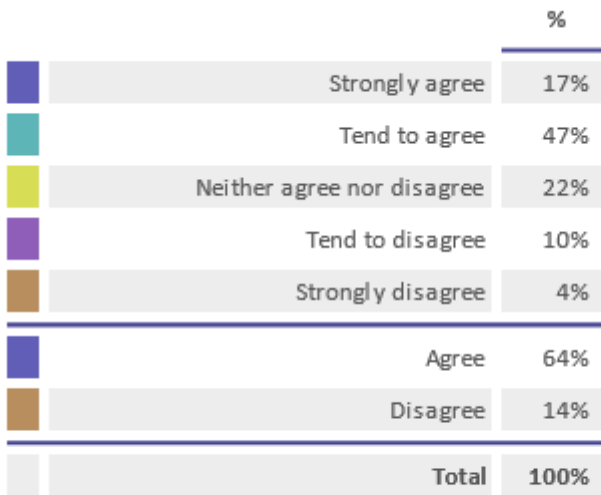 %
Strongly agree 17%
Tend to agree 47%
Neither agree nor disagree 22%
Tend to disagree 10%
Strongly disagree 4%
Agree 64%
Disagree 14%
Total 100%